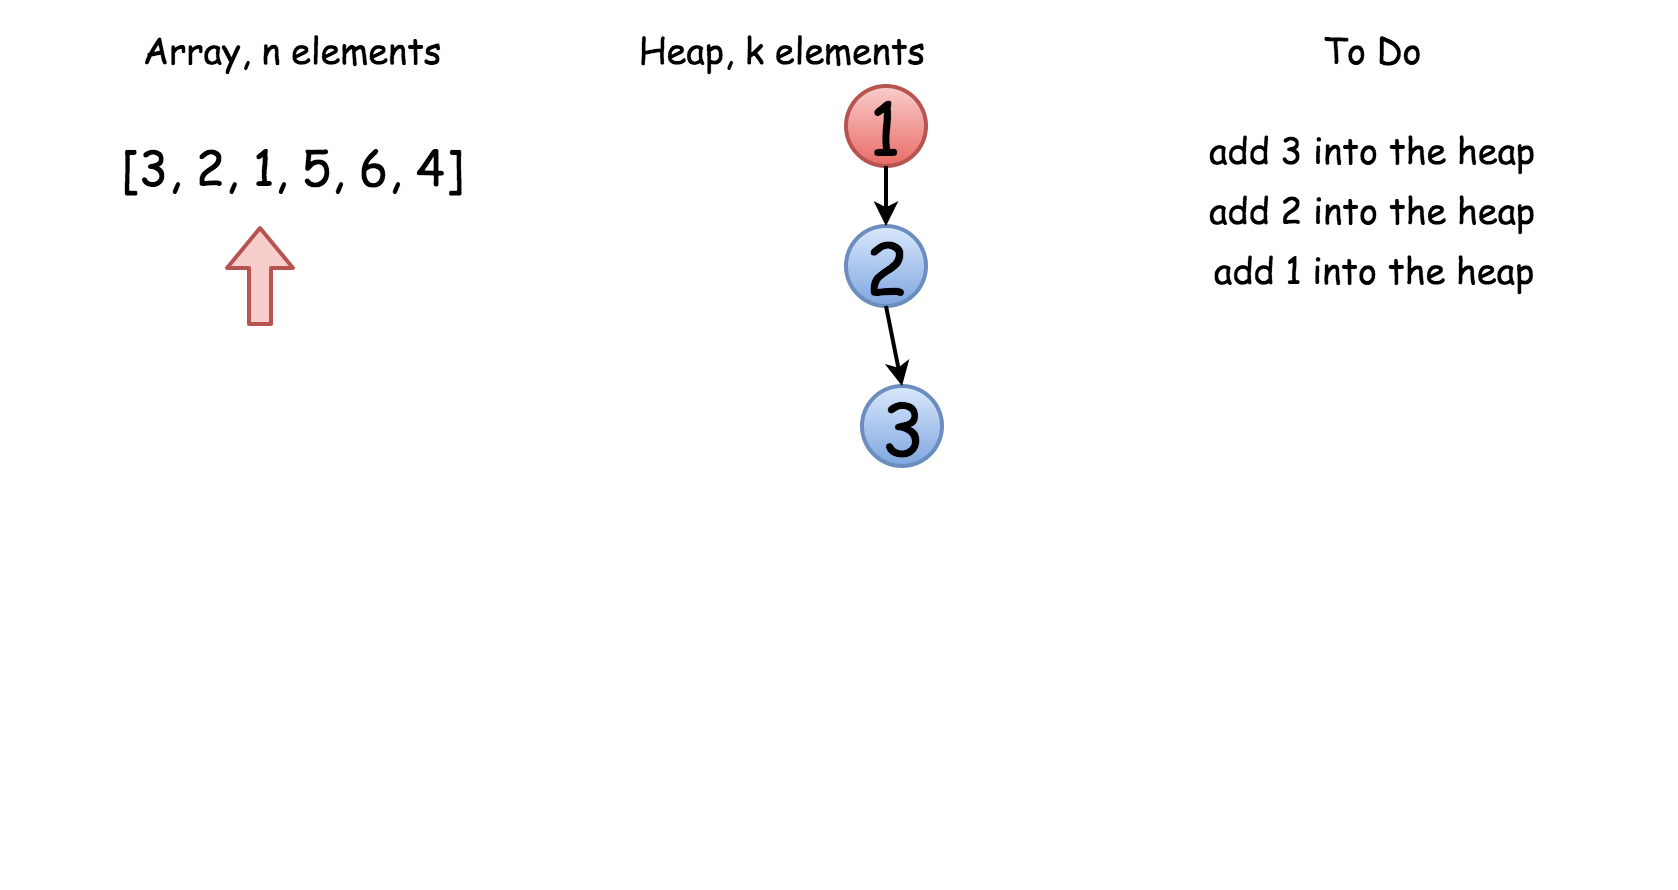 Array, n elements
[3, 2, 1, 5, 6, 4]
Heap, k elements
1
2
3
To Do
add 3 into the heap
add 2 into the heap
add 1 into the heap